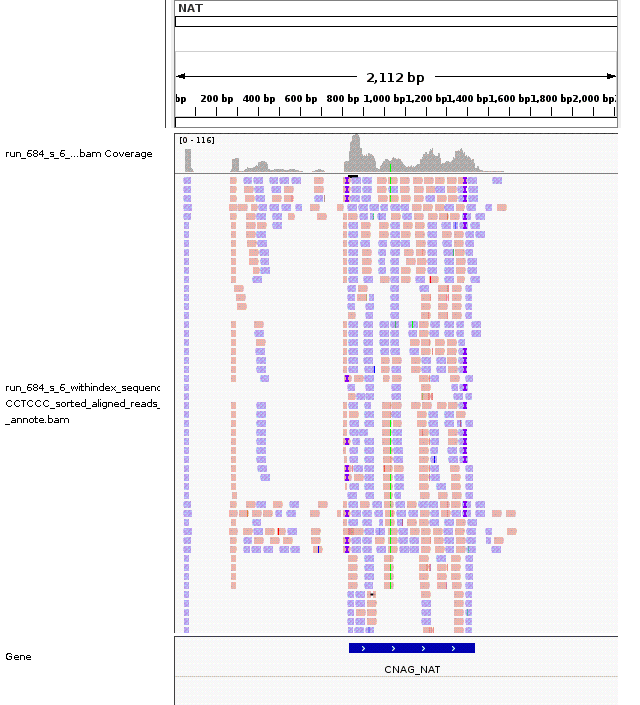 NAT
2,112 bp
bp 200 bp 400 bp 600 bp 800 bp 1,000 bp 1,200 bp 1,400 bp 1,600 bp 1,800 bp 2,000 bp 2,
[0 - 116]
run_684_s_6_...bam Coverage
run_684_s_6_withindex_sequenc
CCTCCC_sorted_aligned_reads_
_annote.bam
Gene
CNAG_NAT